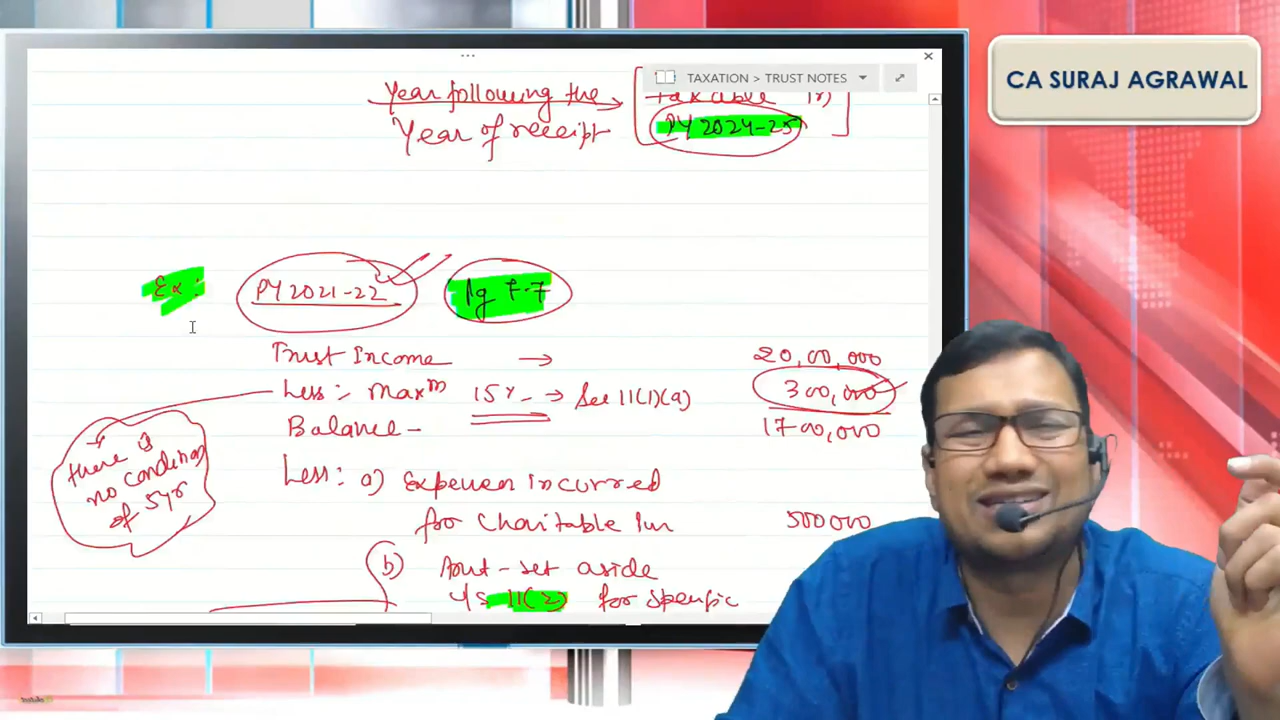 CA SURAJ AGRAWAL
TAXATION > TRUST NOTES
Year following the
Year of receipt
Taxable in
PY 2024-25
Ex:
PY 2021-22
Pg 7.7
Trust Income → 20,00,000
Less:- Maxm 15% → Sec 11(1)(a) 300,000
Balance - 1700,000
there is
no condition
of 5yr
Less: a) Expenses incurred
for charitable Pur 500000
b) Amt set aside
u/s 11(2) for specific